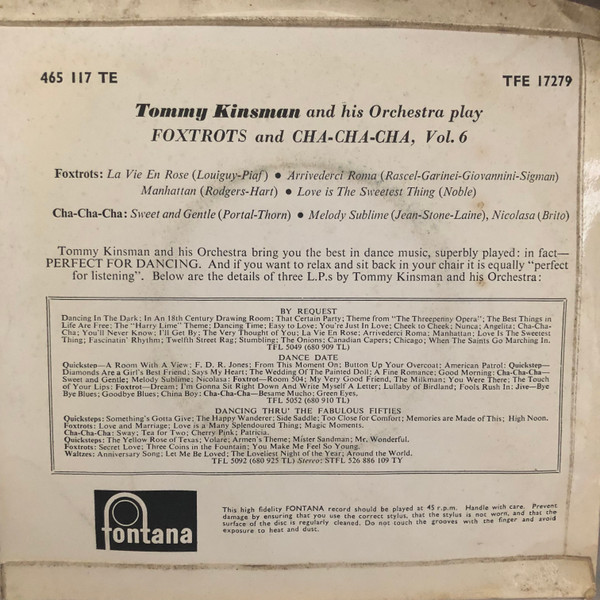 465 117 TE
TFE 17279
Tommy Kinsman and his Orchestra play
FOXTROTS and CHA-CHA-CHA, Vol. 6
Foxtrots: La Vie En Rose (Louiguy-Piaf) ● Arrivederci Roma (Rascel-Garinei-Giovannini-Sigman)
Manhattan (Rodgers-Hart) ● Love is The Sweetest Thing (Noble)
Cha-Cha-Cha: Sweet and Gentle (Portal-Thorn) ● Melody Sublime (Jean-Stone-Laine), Nicolasa (Brito)
Tommy Kinsman and his Orchestra bring you the best in dance music, superbly played: in fact—
PERFECT FOR DANCING. And if you want to relax and sit back in your chair it is equally "perfect
for listening". Below are the details of three L.P.s by Tommy Kinsman and his Orchestra:
BY REQUEST
Dancing In The Dark: In An 18th Century Drawing Room; That Certain Party; Theme from "The Threepenny Opera"; The Best Things in
Life Are Free; The "Harry Lime" Theme; Dancing Time; Easy to Love; You're Just In Love; Cheek to Cheek; Nunca; Angelita; Cha-Cha-
Cha; You'll Never Know; I'll Get By; The Very Thought of You; La Vie En Rose; Arrivederci Roma; Manhattan; Love Is The Sweetest
Thing; Fascinatin' Rhythm; Twelfth Street Rag; Stumbling; The Onions; Canadian Capers; Chicago; When The Saints Go Marching In.
TFL 5049 (680 909 TL)
DANCE DATE
Quickstep—A Room With A View; F. D. R. Jones; From This Moment On; Button Up Your Overcoat; American Patrol; Quickstep—
Diamonds Are a Girl's Best Friend; Says My Heart; The Wedding Of The Painted Doll; A Fine Romance; Good Morning; Cha-Cha-Cha—
Sweet and Gentle; Melody Sublime; Nicolasa; Foxtrot—Room 504; My Very Good Friend, The Milkman; You Were There; The Touch
of Your Lips; Foxtrot—Dream; I'm Gonna Sit Right Down And Write Myself A Letter; Lullaby of Birdland; Fools Rush In; Jive—Bye
Bye Blues; Goodbye Blues; China Boy; Cha-Cha-Cha—Besame Mucho; Green Eyes.
TFL 5052 (680 910 TL)
DANCING THRU' THE FABULOUS FIFTIES
Quicksteps: Something's Gotta Give; The Happy Wanderer; Side Saddle; Too Close for Comfort; Memories are Made of This; High Noon.
Foxtrots: Love and Marriage; Love is a Many Splendoured Thing; Magic Moments.
Cha-Cha-Cha: Sway; Tea for Two; Cherry Pink; Patricia.
Quicksteps: The Yellow Rose of Texas; Volare; Armen's Theme; Mister Sandman; Mr. Wonderful.
Foxtrots: Secret Love; Three Coins in the Fountain; You Make Me Feel So Young.
Waltzes: Anniversary Song; Let Me Be Loved; The Loveliest Night of the Year; Around the World.
TFL 5092 (680 925 TL) Stereo: STFL 526 886 109 TY
fontana
This high fidelity FONTANA record should be played at 45 r.p.m. Handle with care. Prevent
damage by ensuring that you use the correct stylus, that the stylus is not worn, and that the
surface of the disc is regularly cleaned. Do not touch the grooves with the finger and avoid
exposure to heat and dust.